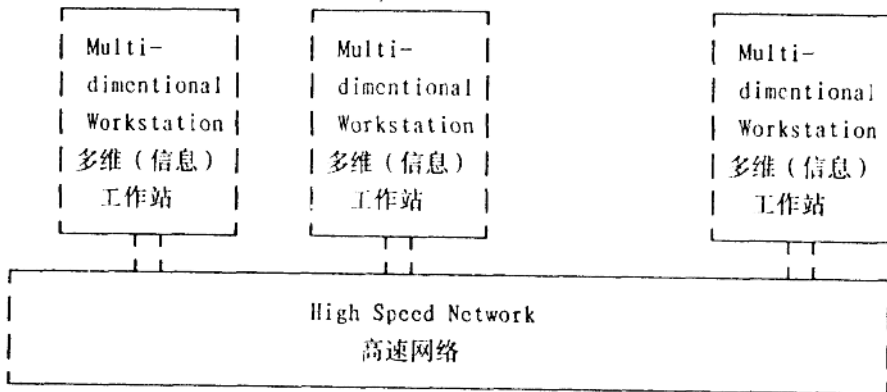 Multi-
dimentional
Workstation
多维（信息）
工作站
Multi-
dimentional
Workstation
多维（信息）
工作站
Multi-
dimentional
Workstation
多维（信息）
工作站
High Speed Network
高速网络